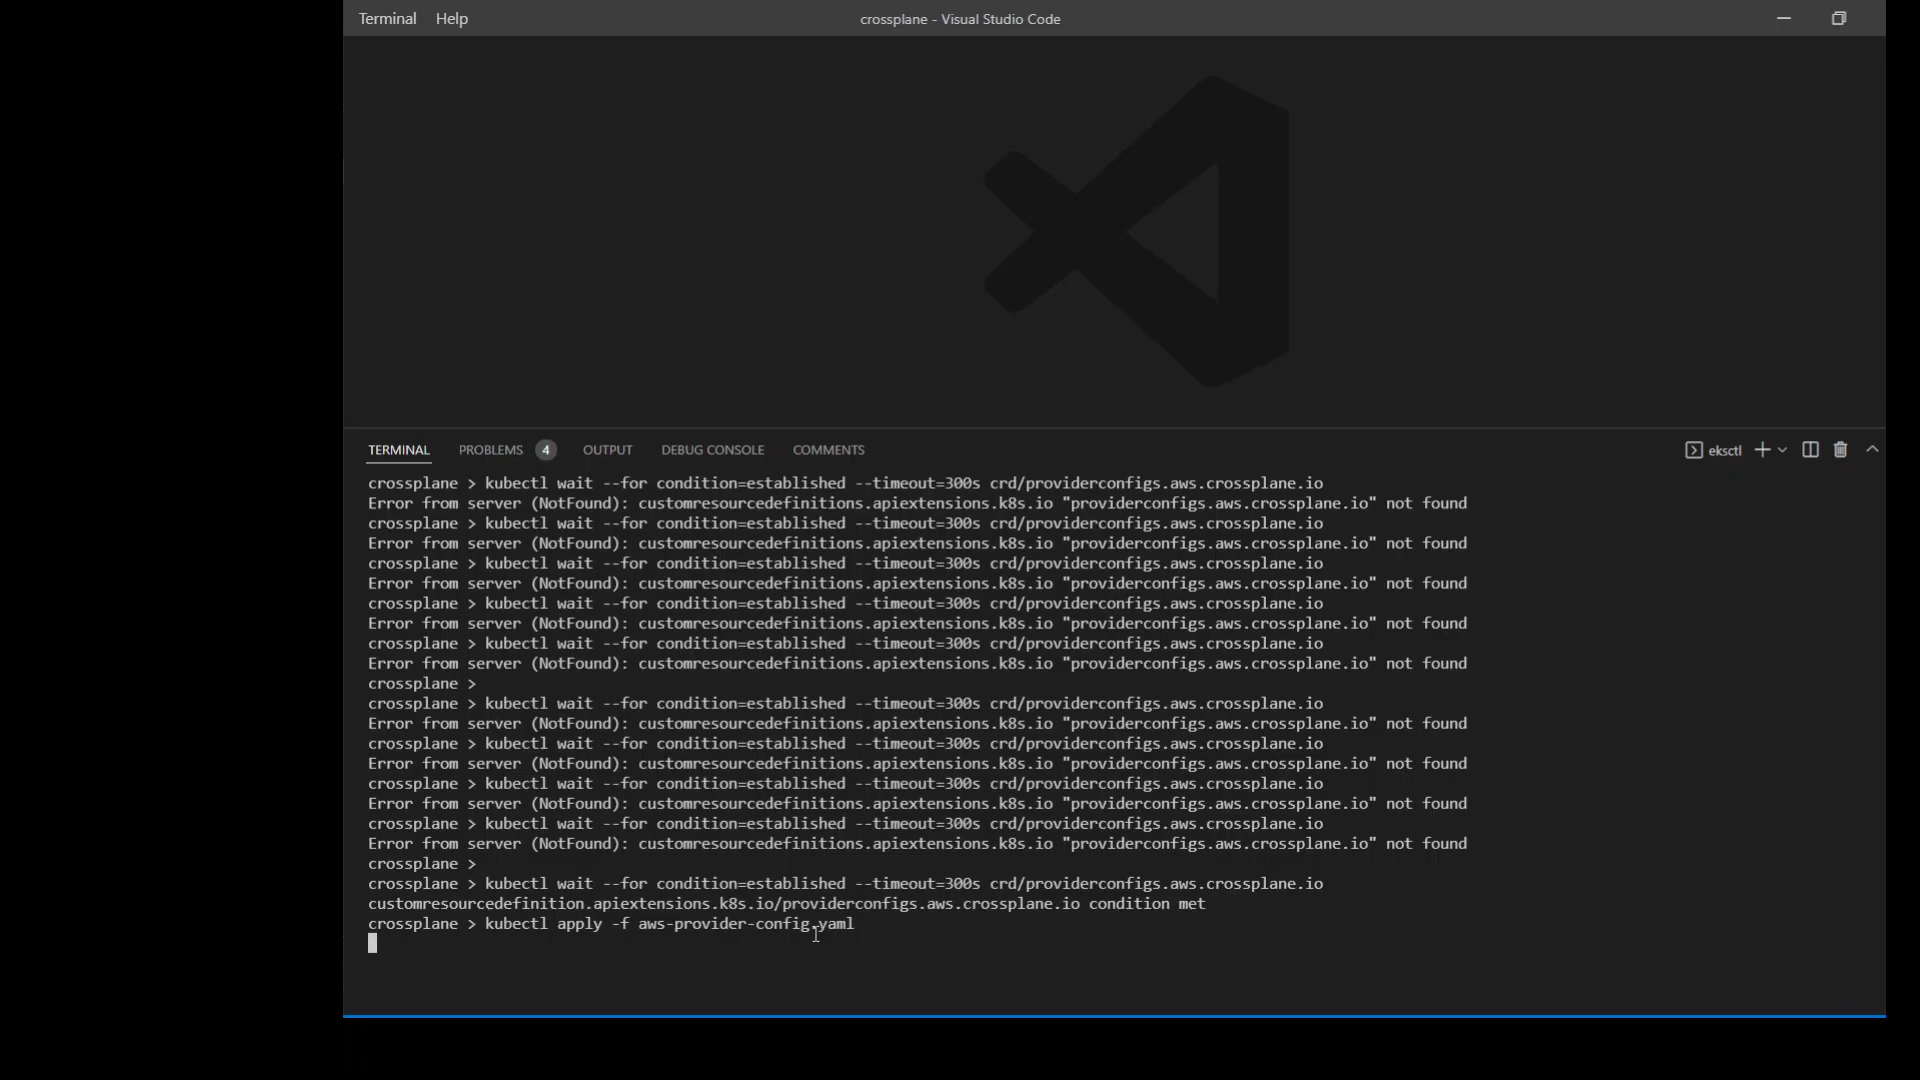 Terminal Help crossplane - Visual Studio Code
TERMINAL PROBLEMS 4 OUTPUT DEBUG CONSOLE COMMENTS eksctl
crossplane > kubectl wait --for condition=established --timeout=300s crd/providerconfigs.aws.crossplane.io
Error from server (NotFound): customresourcedefinitions.apiextensions.k8s.io "providerconfigs.aws.crossplane.io" not found
crossplane > kubectl wait --for condition=established --timeout=300s crd/providerconfigs.aws.crossplane.io
Error from server (NotFound): customresourcedefinitions.apiextensions.k8s.io "providerconfigs.aws.crossplane.io" not found
crossplane > kubectl wait --for condition=established --timeout=300s crd/providerconfigs.aws.crossplane.io
Error from server (NotFound): customresourcedefinitions.apiextensions.k8s.io "providerconfigs.aws.crossplane.io" not found
crossplane > kubectl wait --for condition=established --timeout=300s crd/providerconfigs.aws.crossplane.io
Error from server (NotFound): customresourcedefinitions.apiextensions.k8s.io "providerconfigs.aws.crossplane.io" not found
crossplane > kubectl wait --for condition=established --timeout=300s crd/providerconfigs.aws.crossplane.io
Error from server (NotFound): customresourcedefinitions.apiextensions.k8s.io "providerconfigs.aws.crossplane.io" not found
crossplane >
crossplane > kubectl wait --for condition=established --timeout=300s crd/providerconfigs.aws.crossplane.io
Error from server (NotFound): customresourcedefinitions.apiextensions.k8s.io "providerconfigs.aws.crossplane.io" not found
crossplane > kubectl wait --for condition=established --timeout=300s crd/providerconfigs.aws.crossplane.io
Error from server (NotFound): customresourcedefinitions.apiextensions.k8s.io "providerconfigs.aws.crossplane.io" not found
crossplane > kubectl wait --for condition=established --timeout=300s crd/providerconfigs.aws.crossplane.io
Error from server (NotFound): customresourcedefinitions.apiextensions.k8s.io "providerconfigs.aws.crossplane.io" not found
crossplane > kubectl wait --for condition=established --timeout=300s crd/providerconfigs.aws.crossplane.io
Error from server (NotFound): customresourcedefinitions.apiextensions.k8s.io "providerconfigs.aws.crossplane.io" not found
crossplane >
crossplane > kubectl wait --for condition=established --timeout=300s crd/providerconfigs.aws.crossplane.io
customresourcedefinition.apiextensions.k8s.io/providerconfigs.aws.crossplane.io condition met
crossplane > kubectl apply -f aws-provider-config.yaml